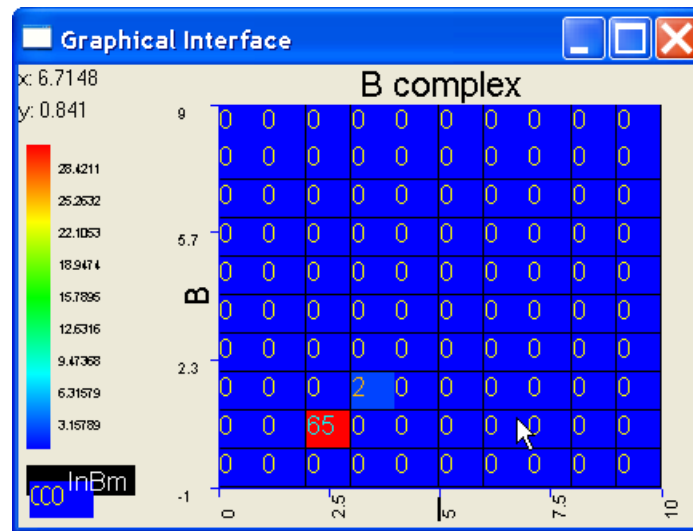 Graphical Interface
x: 6.7148
y: 0.841
B complex
28.4211
25.2632
22.1053
18.9474
15.7895
12.6316
9.47368
6.31579
3.15789
InBm
CCO
B
9
5.7
2.3
-1
0 0 0 0 0 0 0 0 0 0
0 0 0 0 0 0 0 0 0 0
0 0 0 0 0 0 0 0 0 0
0 0 0 0 0 0 0 0 0 0
0 0 0 0 0 0 0 0 0 0
0 0 0 0 0 0 0 0 0 0
0 0 0 0 0 0 0 0 0 0
0 0 0 2 0 0 0 0 0 0
0 0 65 0 0 0 0 0 0 0
0 0 0 0 0 0 0 0 0 0
0 2.5 5 7.5 10